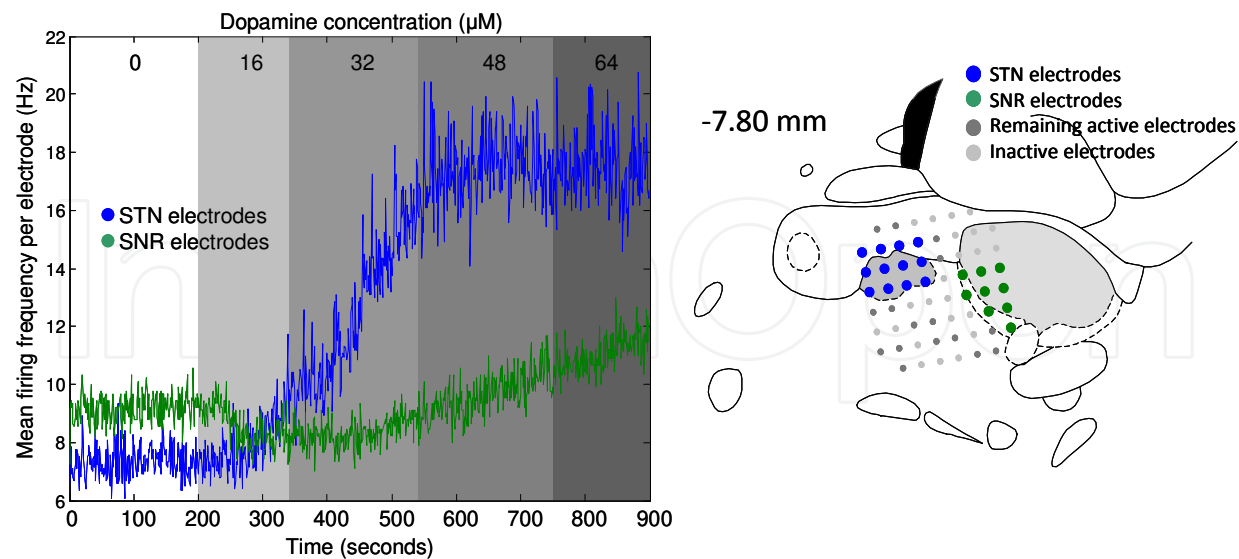 Dopamine concentration (µM)
22
20
18
16
14
12
10
8
6
Mean firing frequency per electrode (Hz)
0
16
32
48
64
STN electrodes
SNR electrodes
0
100
200
300
400
500
600
700
800
900
Time (seconds)
-7.80 mm
STN electrodes
SNR electrodes
Remaining active electrodes
Inactive electrodes